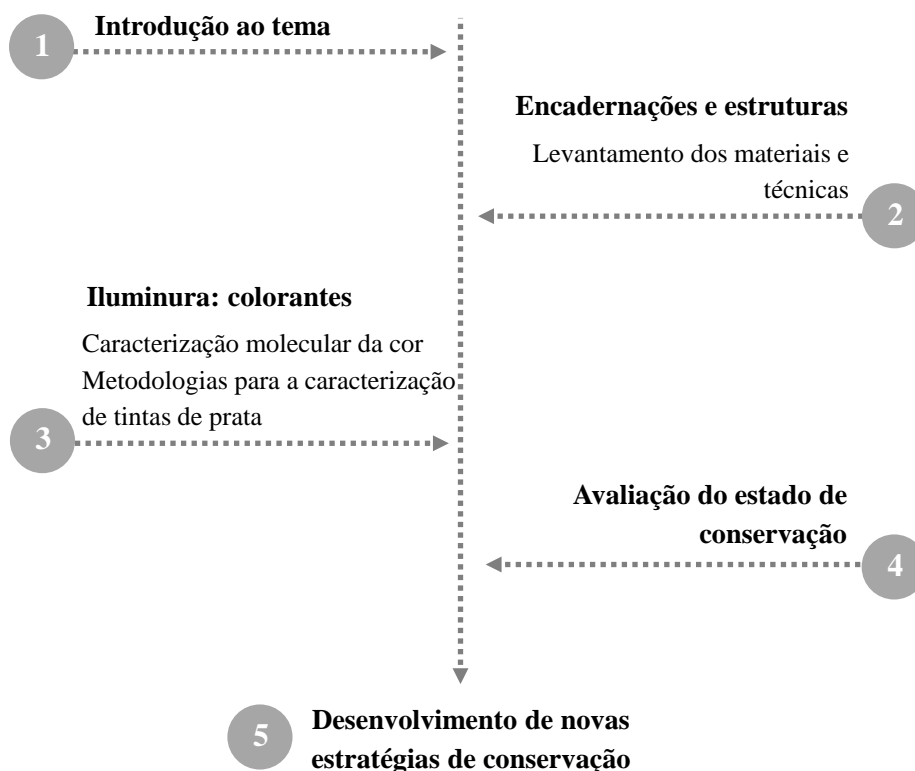 Introdução ao tema
1
Encadernações e estruturas
Levantamento dos materiais e
técnicas
2
Iluminura: colorantes
Caracterização molecular da cor
Metodologias para a caracterização
de tintas de prata
3
Avaliação do estado de
conservação
4
5
Desenvolvimento de novas
estratégias de conservação